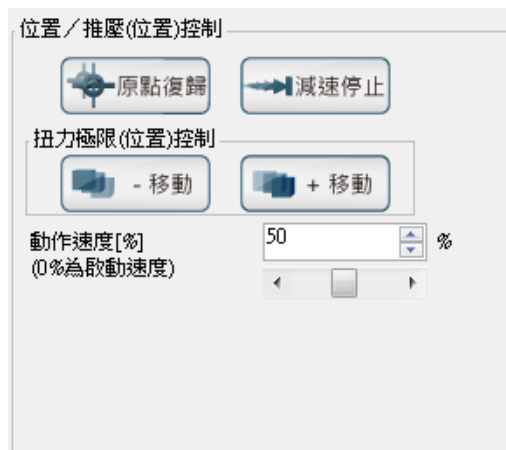 位置／推壓(位置)控制
原點復歸 減速停止
扭力極限(位置)控制
- 移動 + 移動
動作速度[%] 50 %
(0%為啟動速度)